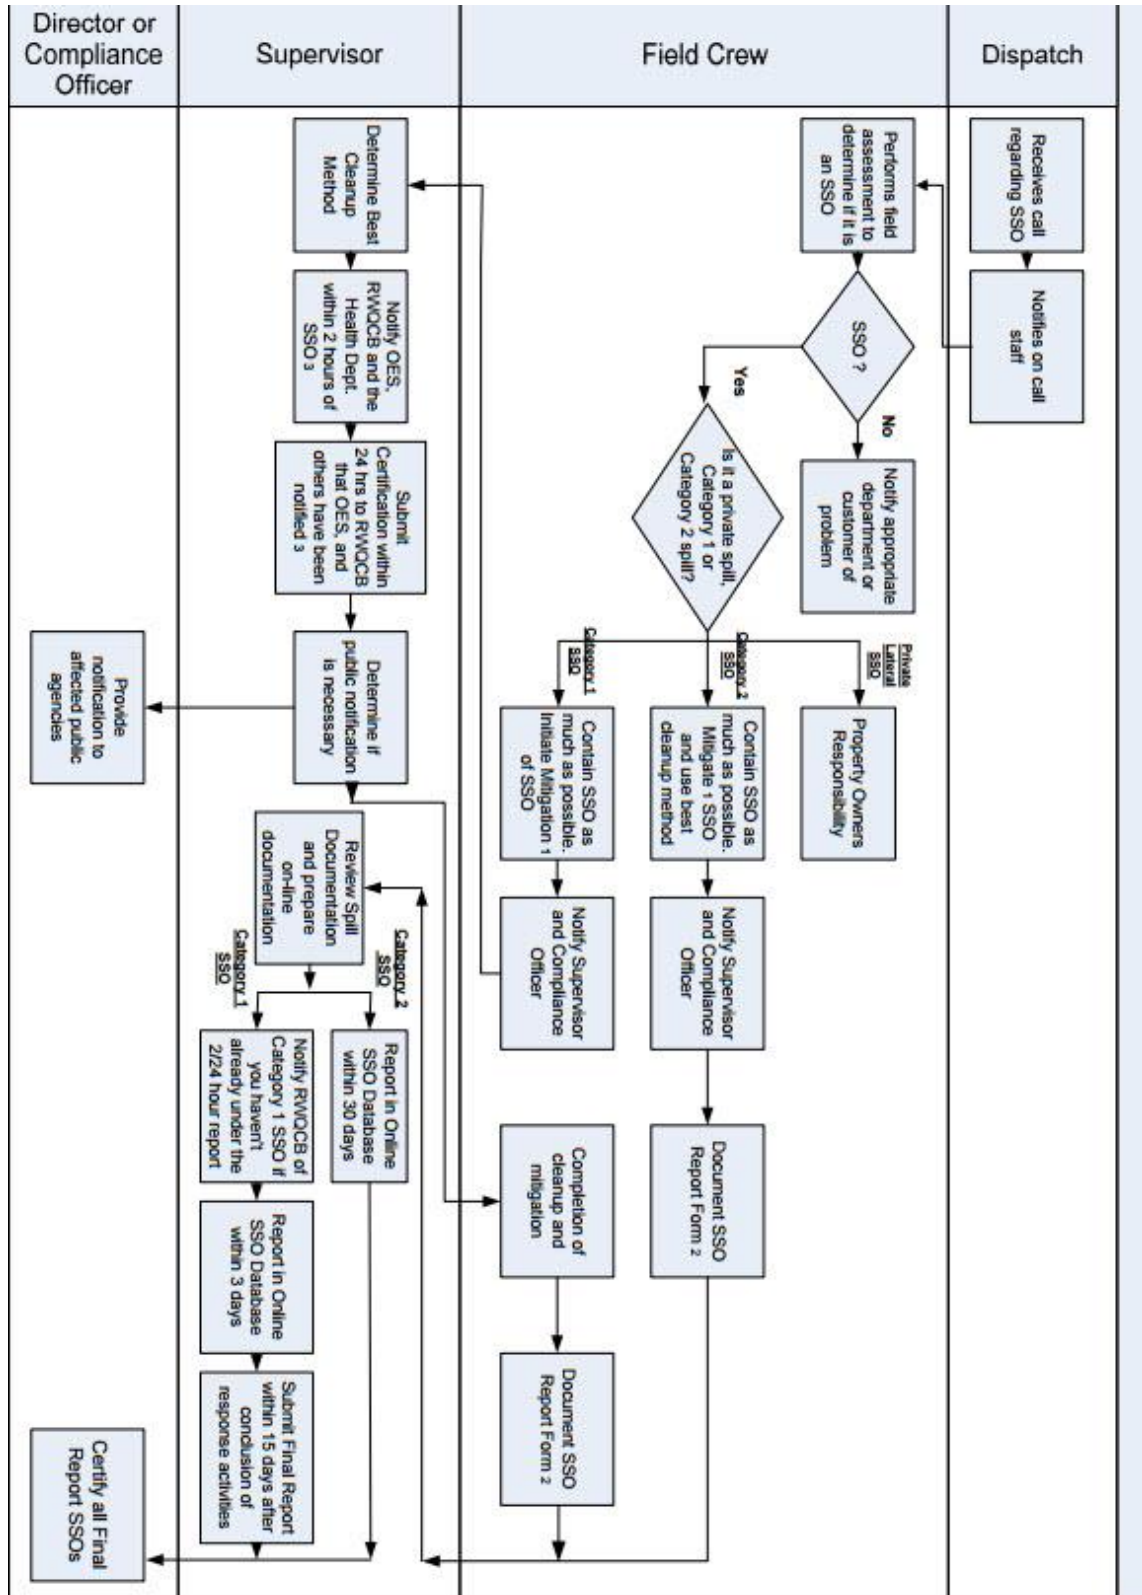 Director or
Compliance
Officer
Supervisor
Field Crew
Dispatch
Receives call
regarding SSO
Notifies on call
staff
Performs field
assessment to
determine if it is
an SSO
SSO ?
No
Yes
Notify appropriate
department or
customer of
problem
Is it a private spill,
Category 1 or
Category 2 spill?
Private
Lateral
SSO
Category 2
SSO
Category 1
SSO
Property Owners
Responsibility
Contain SSO as
much as possible.
Mitigate 1 SSO
and use best
cleanup method
Notify Supervisor
and Compliance
Officer
Document SSO
Report Form 2
Contain SSO as
much as possible.
Initiate Mitigation 1
of SSO
Notify Supervisor
and Compliance
Officer
Completion of
cleanup and
mitigation
Document SSO
Report Form 2
Determine Best
Cleanup
Method
Notify OES,
RWQCB and the
Health Dept.
within 2 hours of
SSO 3
Submit
Certification within
24 hrs to RWQCB
that OES, and
others have been
notified 3
Determine if
public notification
is necessary
Review Spill
Documentation
and prepare
on-line
documentation
Category 2
SSO
Category 1
SSO
Report in Online
SSO Database
within 30 days
Notify RWQCB of
Category 1 SSO if
you haven't
already under the
2/24 hour report
Report in Online
SSO Database
within 3 days
Submit Final Report
within 15 days after
conclusion of
response activities
Provide
notification to
affected public
agencies
Certify all Final
Report SSOs